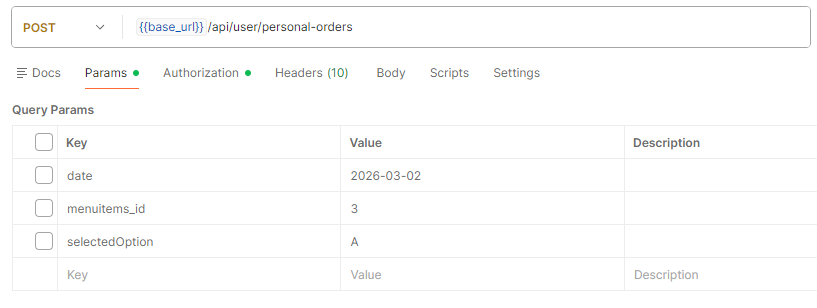 POST {{base_url}} /api/user/personal-orders
Docs Params Authorization Headers (10) Body Scripts Settings
Query Params
Key Value Description
date 2026-03-02
menuitems_id 3
selectedOption A
Key Value Description